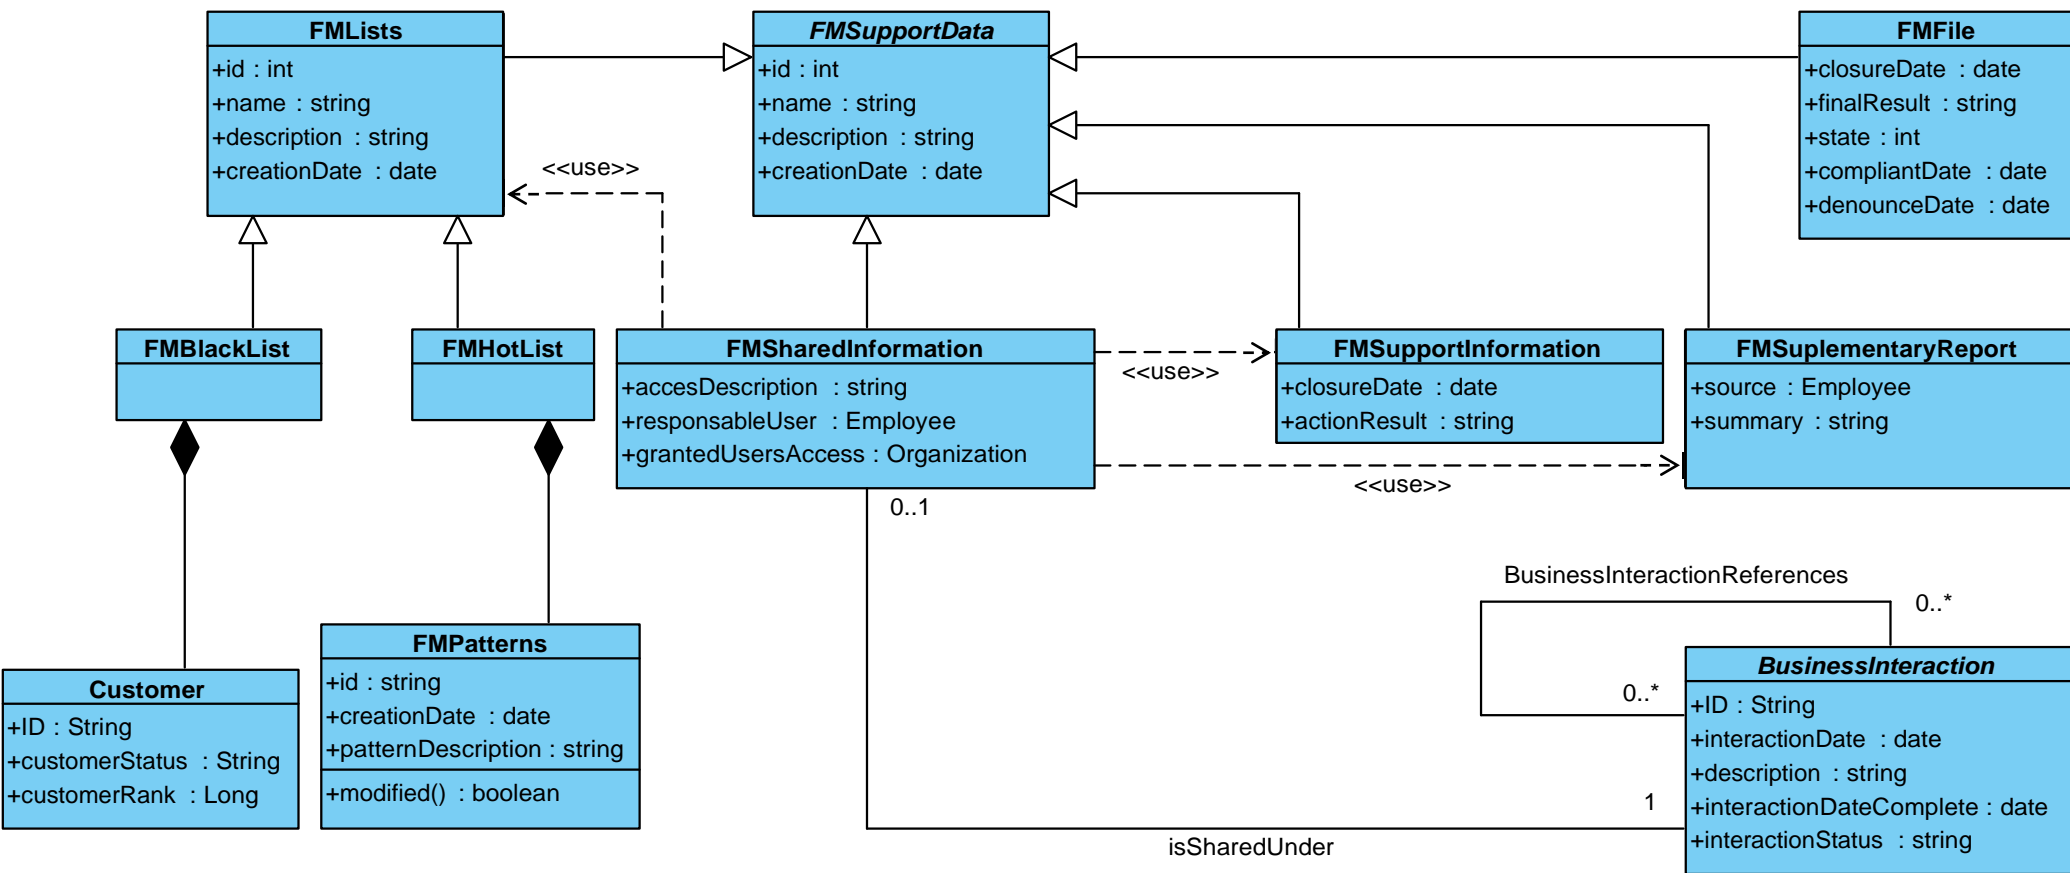 FMLists
+id : int
+name : string
+description : string
+creationDate : date
FMSupportData
+id : int
+name : string
+description : string
+creationDate : date
FMFile
+closureDate : date
+finalResult : string
+state : int
+compliantDate : date
+denounceDate : date
<<use>>
FMBlackList
FMHotList
FMSharedInformation
+accesDescription : string
+responsableUser : Employee
+grantedUsersAccess : Organization
<<use>>
<<use>>
FMSupportInformation
+closureDate : date
+actionResult : string
FMSuplementaryReport
+source : Employee
+summary : string
0..1
BusinessInteractionReferences
0..*
0..*
Customer
+ID : String
+customerStatus : String
+customerRank : Long
FMPatterns
+id : string
+creationDate : date
+patternDescription : string
+modified() : boolean
BusinessInteraction
+ID : String
+interactionDate : date
+description : string
+interactionDateComplete : date
+interactionStatus : string
1
isSharedUnder